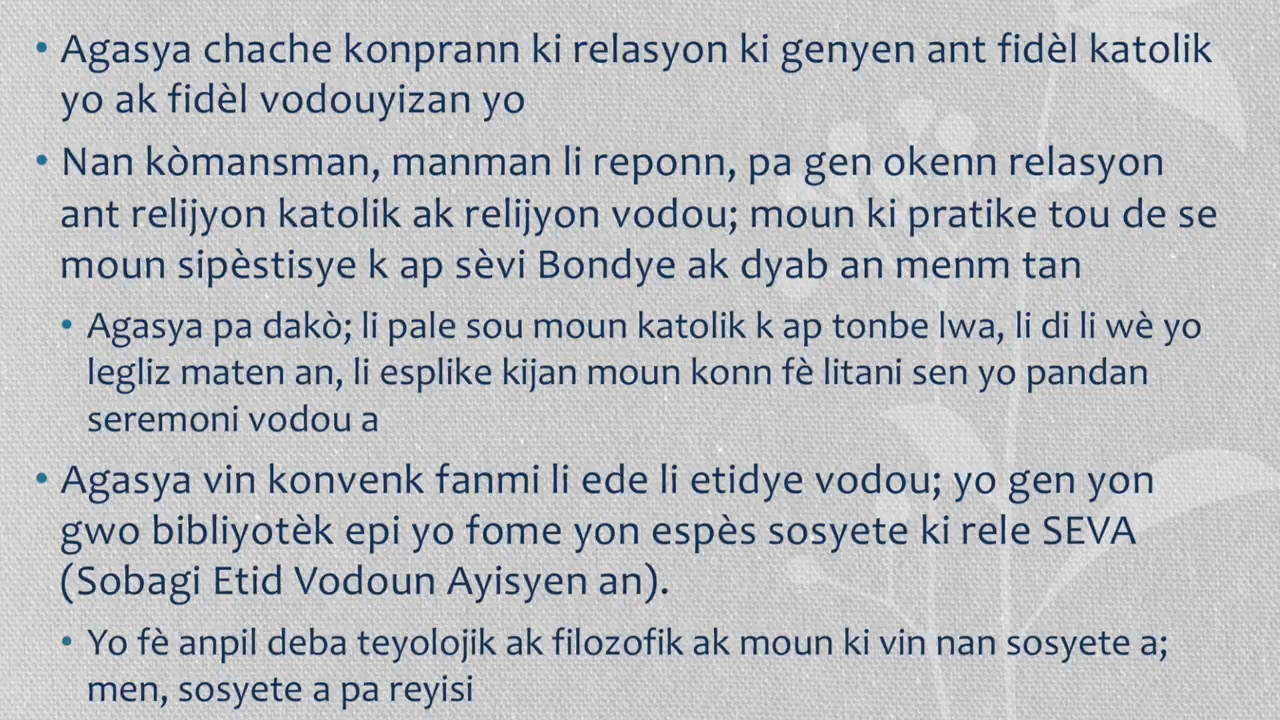 • Agasya chache konprann ki relasyon ki genyen ant fidèl katolik
yo ak fidèl vodouyizan yo
• Nan kòmansman, manman li reponn, pa gen okenn relasyon
ant relijyon katolik ak relijyon vodou; moun ki pratike tou de se
moun sipèstisye k ap sèvi Bondye ak dyab an menm tan
• Agasya pa dakò; li pale sou moun katolik k ap tonbe lwa, li di li wè yo
legliz maten an, li esplike kijan moun konn fè litani sen yo pandan
seremoni vodou a
• Agasya vin konvenk fanmi li ede li etidye vodou; yo gen yon
gwo bibliyotèk epi yo fome yon espès sosyete ki rele SEVA
(Sobagi Etid Vodoun Ayisyen an).
• Yo fè anpil deba teyolojik ak filozofik ak moun ki vin nan sosyete a;
men, sosyete a pa reyisi